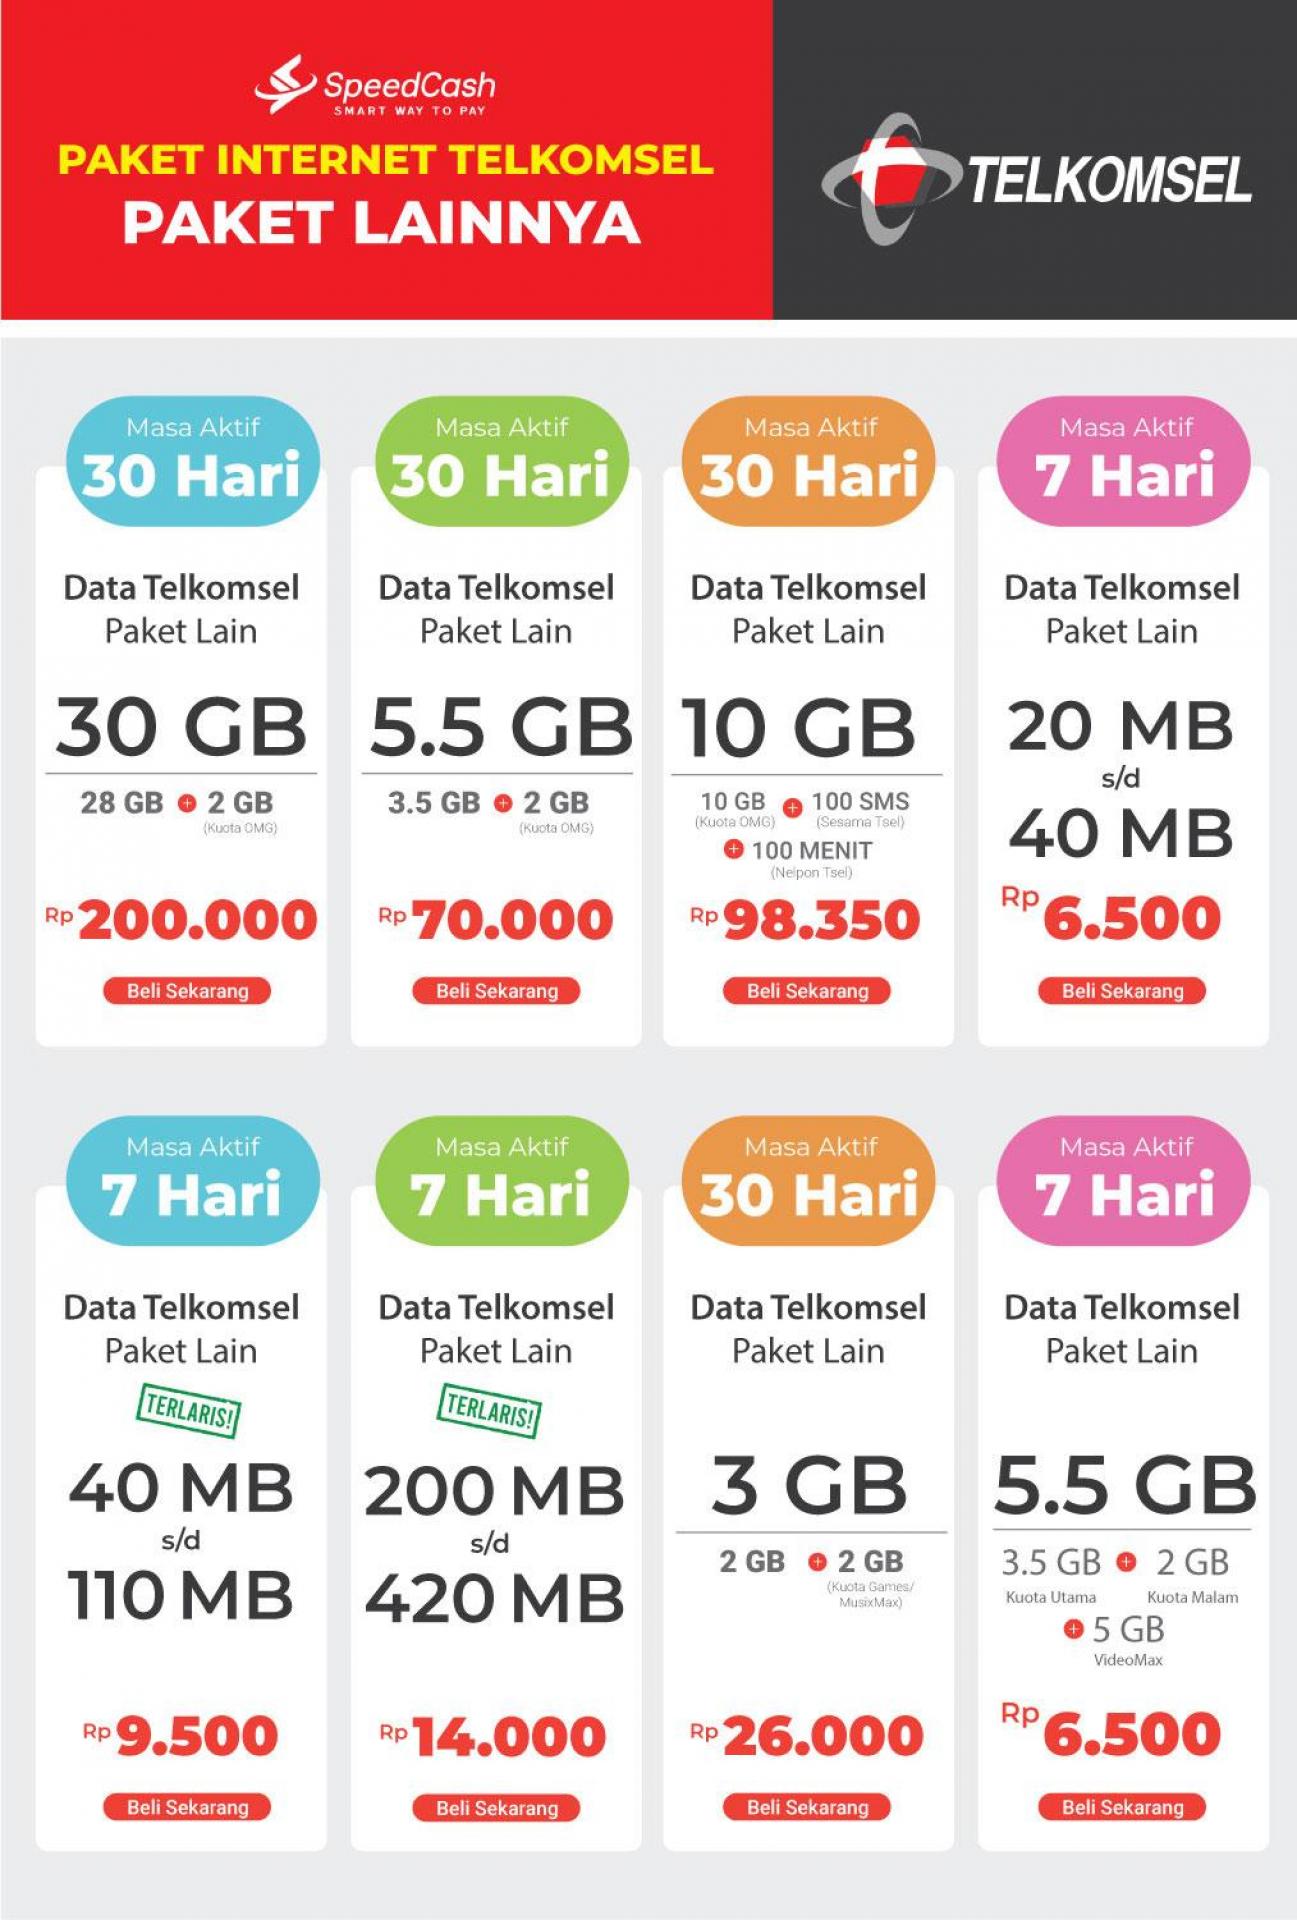 SpeedCash
SMART WAY TO PAY
PAKET INTERNET TELKOMSEL
PAKET LAINNYA
TELKOMSEL
Masa Aktif
30 Hari
Data Telkomsel
Paket Lain
30 GB
28 GB + 2 GB
(Kuota OMG)
Rp 200.000
Beli Sekarang
Masa Aktif
30 Hari
Data Telkomsel
Paket Lain
5.5 GB
3.5 GB + 2 GB
(Kuota OMG)
Rp 70.000
Beli Sekarang
Masa Aktif
30 Hari
Data Telkomsel
Paket Lain
10 GB
10 GB + 100 SMS
(Kuota OMG) (Sesama Tsel)
+ 100 MENIT
(Nelpon Tsel)
Rp 98.350
Beli Sekarang
Masa Aktif
7 Hari
Data Telkomsel
Paket Lain
20 MB
s/d
40 MB
Rp 6.500
Beli Sekarang
Masa Aktif
7 Hari
Data Telkomsel
Paket Lain
TERLARIS!
40 MB
s/d
110 MB
Rp 9.500
Beli Sekarang
Masa Aktif
7 Hari
Data Telkomsel
Paket Lain
TERLARIS!
200 MB
s/d
420 MB
Rp 14.000
Beli Sekarang
Masa Aktif
30 Hari
Data Telkomsel
Paket Lain
3 GB
2 GB + 2 GB
(Kuota Games/
MusixMax)
Rp 26.000
Beli Sekarang
Masa Aktif
7 Hari
Data Telkomsel
Paket Lain
5.5 GB
3.5 GB + 2 GB
Kuota Utama Kuota Malam
+ 5 GB
VideoMax
Rp 6.500
Beli Sekarang